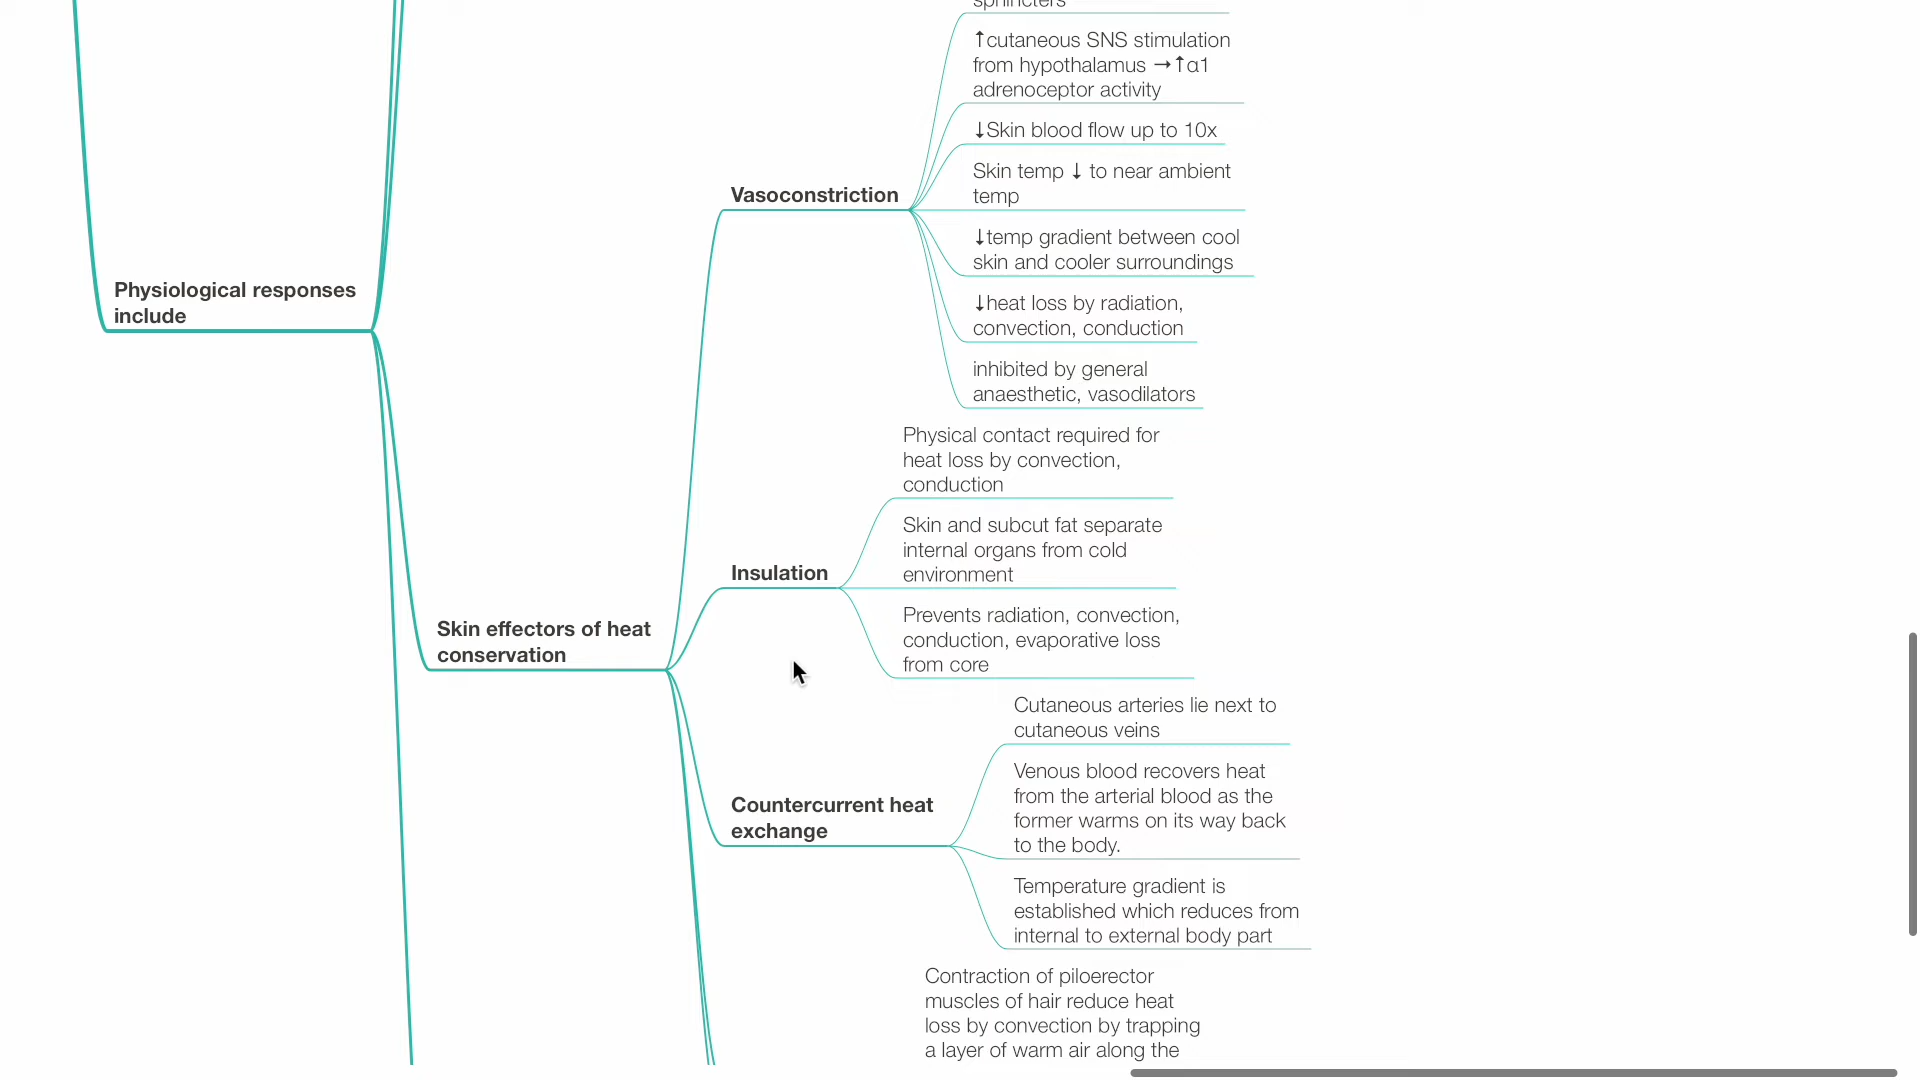 sphincters
↑cutaneous SNS stimulation
from hypothalamus →↑α1
adrenoceptor activity
↓Skin blood flow up to 10x
Skin temp ↓ to near ambient
temp
Vasoconstriction
↓temp gradient between cool
skin and cooler surroundings
↓heat loss by radiation,
convection, conduction
inhibited by general
anaesthetic, vasodilators
Physiological responses
include
Physical contact required for
heat loss by convection,
conduction
Skin and subcut fat separate
internal organs from cold
environment
Insulation
Prevents radiation, convection,
conduction, evaporative loss
from core
Skin effectors of heat
conservation
Cutaneous arteries lie next to
cutaneous veins
Venous blood recovers heat
from the arterial blood as the
former warms on its way back
to the body.
Countercurrent heat
exchange
Temperature gradient is
established which reduces from
internal to external body part
Contraction of piloerector
muscles of hair reduce heat
loss by convection by trapping
a layer of warm air along the